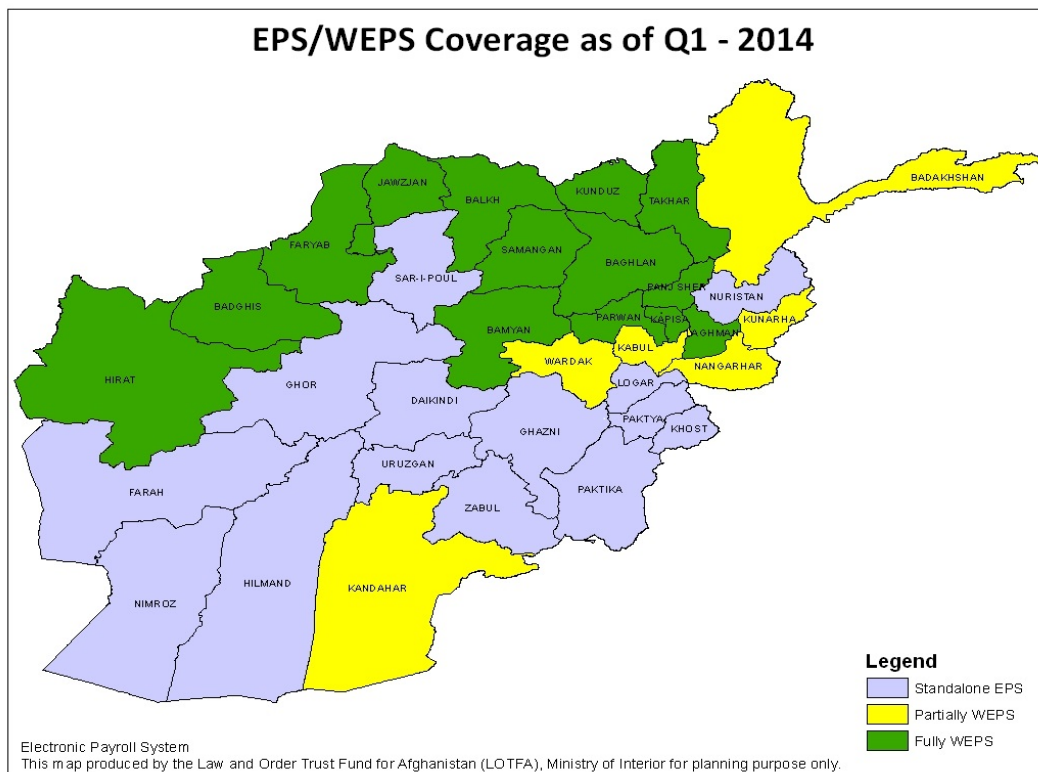 EPS/WEPS Coverage as of Q1 - 2014
BADAKHSHAN
JAWZJAN
KUNDUZ
BALKH
TAKHAR
FARYAB
SAMANGAN
BAGHLAN
SAR-I-POUL
PANJ SHER
NURISTAN
BADGHIS
PARWAN
KAPISA
KUNARHA
BAMYAN
AGHMAN
KABUL
WARDAK
NANGARHAR
HIRAT
GHOR
LOGAR
DAIKINDI
PAKTYA
KHOST
GHAZNI
URUZGAN
FARAH
PAKTIKA
ZABUL
HILMAND
KANDAHAR
NIMROZ
Legend
Standalone EPS
Partially WEPS
Fully WEPS
Electronic Payroll System
This map produced by the Law and Order Trust Fund for Afghanistan (LOTFA), Ministry of Interior for planning purpose only.